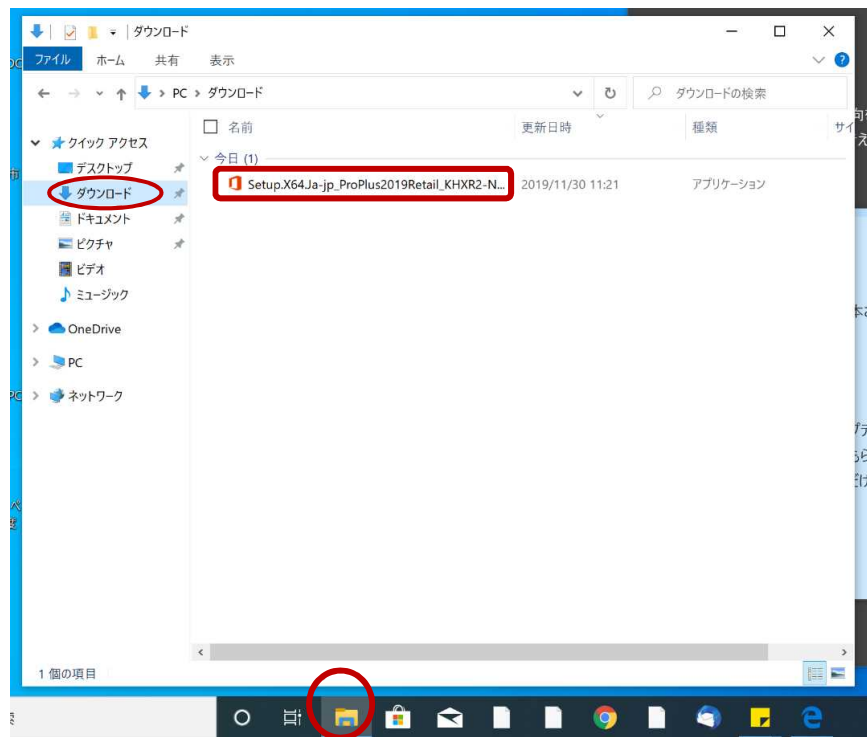 ダウンロード
ファイル ホーム 共有 表示
PC › ダウンロード ダウンロードの検索
名前 更新日時 種類 サイ
クイック アクセス
今日 (1)
デスクトップ
Setup.X64Ja-jp_ProPlus2019Retail_KHXR2-N... 2019/11/30 11:21 アプリケーション
ダウンロード
ドキュメント
ピクチャ
ビデオ
ミュージック
OneDrive
PC
ネットワーク
1 個の項目